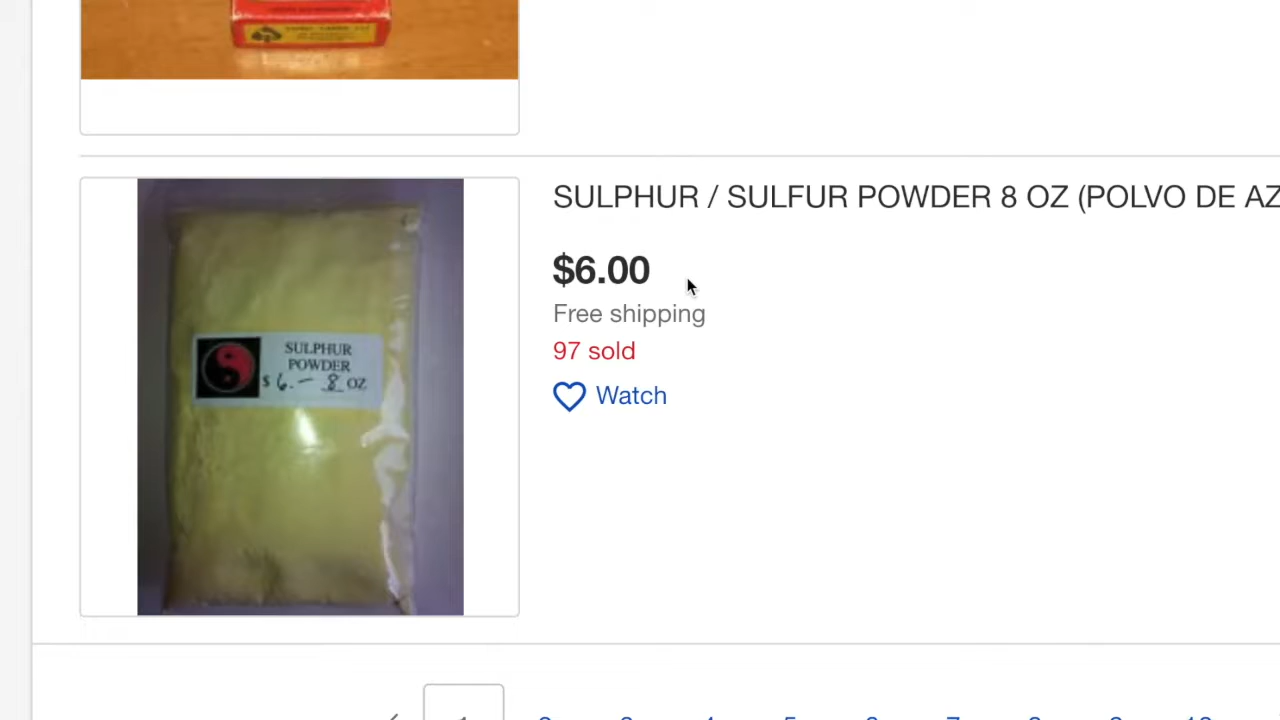 SULPHUR / SULFUR POWDER 8 OZ (POLVO DE AZ
$6.00
Free shipping
97 sold
Watch
SULPHUR
POWDER
$ 6.- 8 OZ